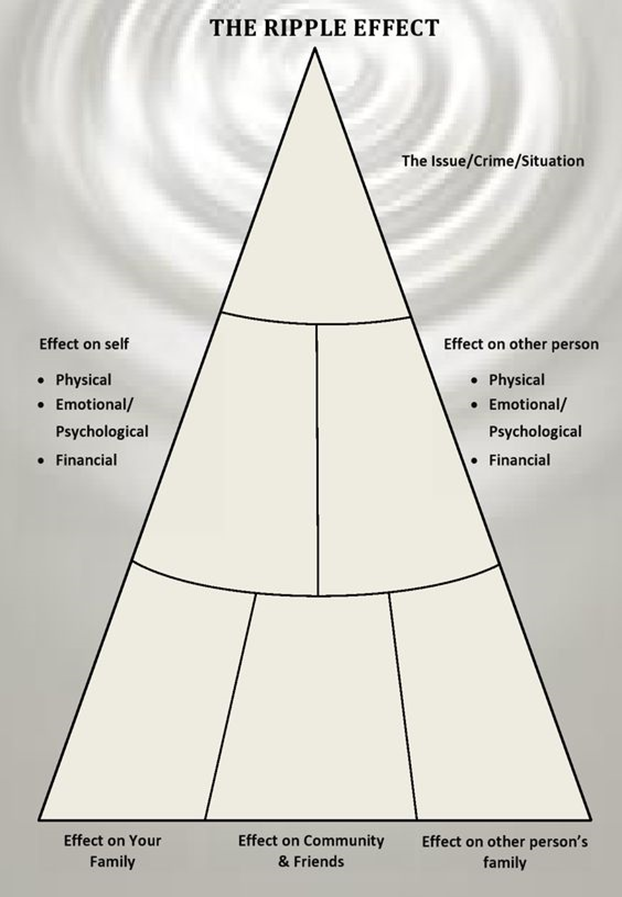 THE RIPPLE EFFECT
The Issue/Crime/Situation
Effect on self
• Physical
• Emotional/
Psychological
• Financial
Effect on other person
• Physical
• Emotional/
Psychological
• Financial
Effect on Your
Family
Effect on Community
& Friends
Effect on other person’s
family